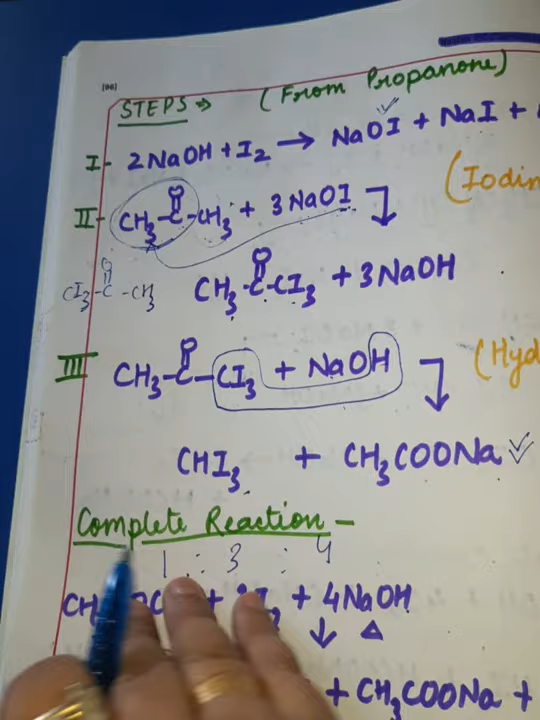 STEPS → (From Propanone)
I- 2NaOH + I₂ → NaOI + NaI +
II- CH₃-C-CH₃ + 3NaOI
O
(Iodin
CI₃-C-CH₃
O
CH₃-C-CI₃ + 3NaOH
O
III CH₃-C-CI₃ + NaOH
O
(Hyd
CHI₃ + CH₃COONa ✓
Complete Reaction -
1 : 3 : 4
+ 4NaOH
↓ Δ
+ CH₃COONa +